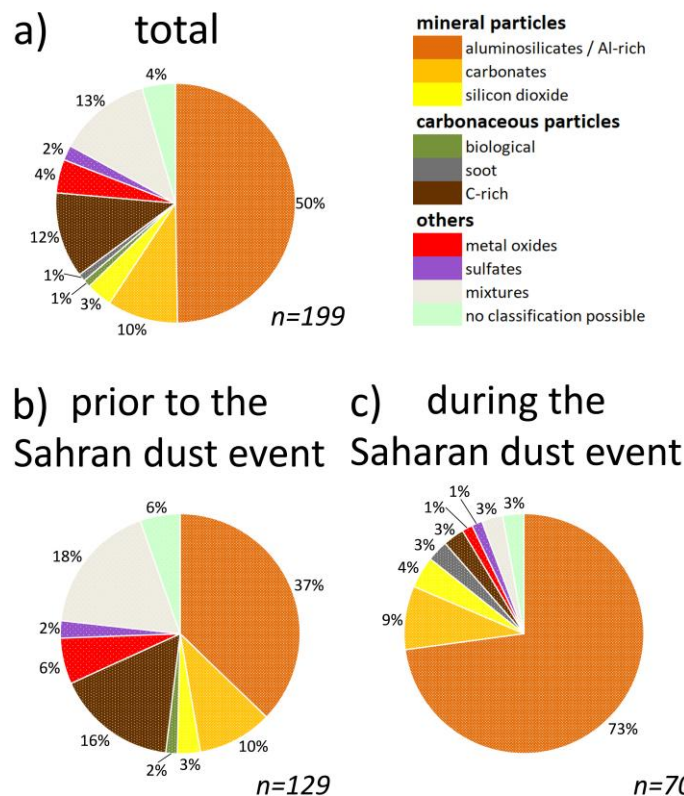 a) total
4%
13%
2%
4%
50%
12%
1%
1%
3%
10%
n=199
mineral particles
aluminosilicates / Al-rich
carbonates
silicon dioxide
carbonaceous particles
biological
soot
C-rich
others
metal oxides
sulfates
mixtures
no classification possible
b) prior to the
Sahran dust event
6%
18%
37%
2%
6%
16%
2%
3%
10%
n=129
c) during the
Saharan dust event
1%
3%
3%
1%
3%
3%
4%
9%
73%
n=70